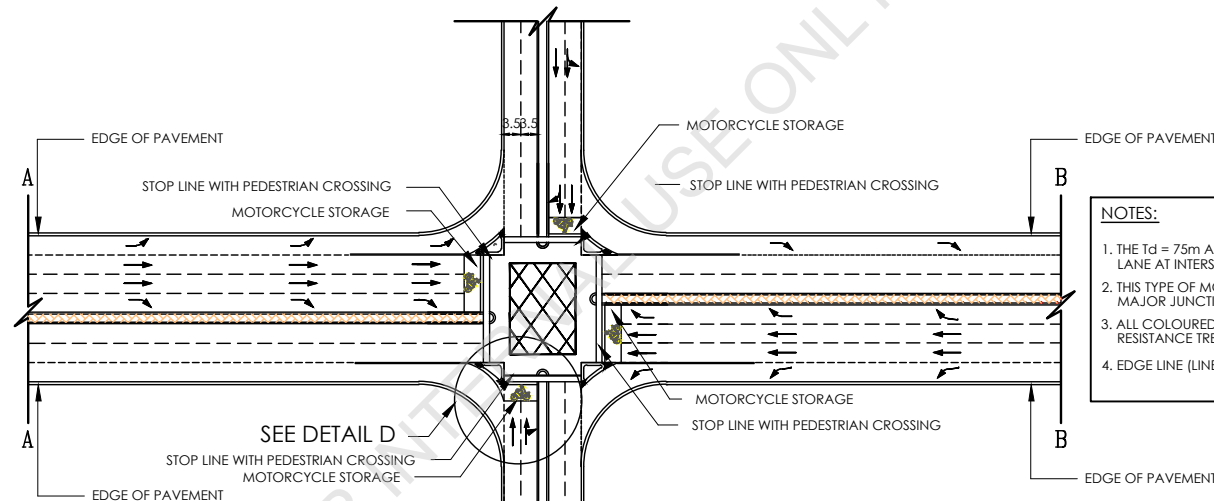 3.5 3.5
MOTORCYCLE STORAGE
EDGE OF PAVEMENT
EDGE OF PAVEMENT
A
STOP LINE WITH PEDESTRIAN CROSSING
STOP LINE WITH PEDESTRIAN CROSSING
B
MOTORCYCLE STORAGE
NOTES:
1. THE Td = 75m A
LANE AT INTERS
2. THIS TYPE OF MO
MAJOR JUNCTI
3. ALL COLOURED
RESISTANCE TRE
4. EDGE LINE (LINE
MOTORCYCLE STORAGE
STOP LINE WITH PEDESTRIAN CROSSING
A
SEE DETAIL D
B
STOP LINE WITH PEDESTRIAN CROSSING
MOTORCYCLE STORAGE
EDGE OF PAVEMENT
EDGE OF PAVEMENT
R INTERNAL USE ONLY